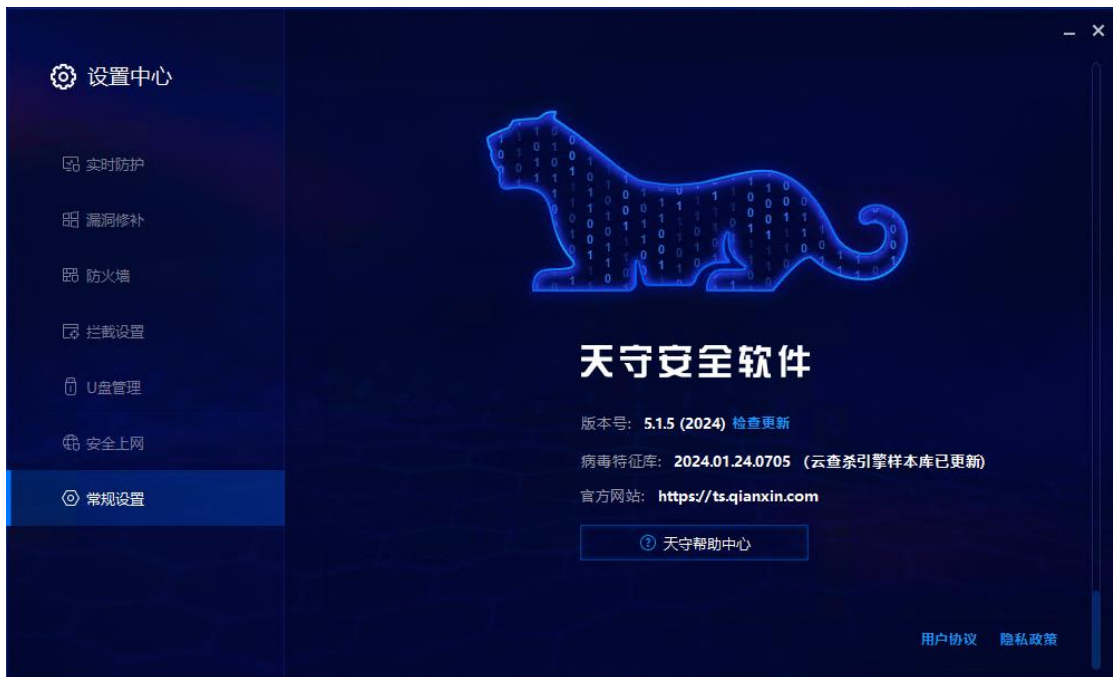 设置中心
实时防护
漏洞修补
防火墙
拦截设置
U盘管理
安全上网
常规设置
天守安全软件
版本号: 5.1.5 (2024) 检查更新
病毒特征库: 2024.01.24.0705 (云查杀引擎样本库已更新)
官方网站: https://ts.qianxin.com
天守帮助中心
用户协议 隐私政策